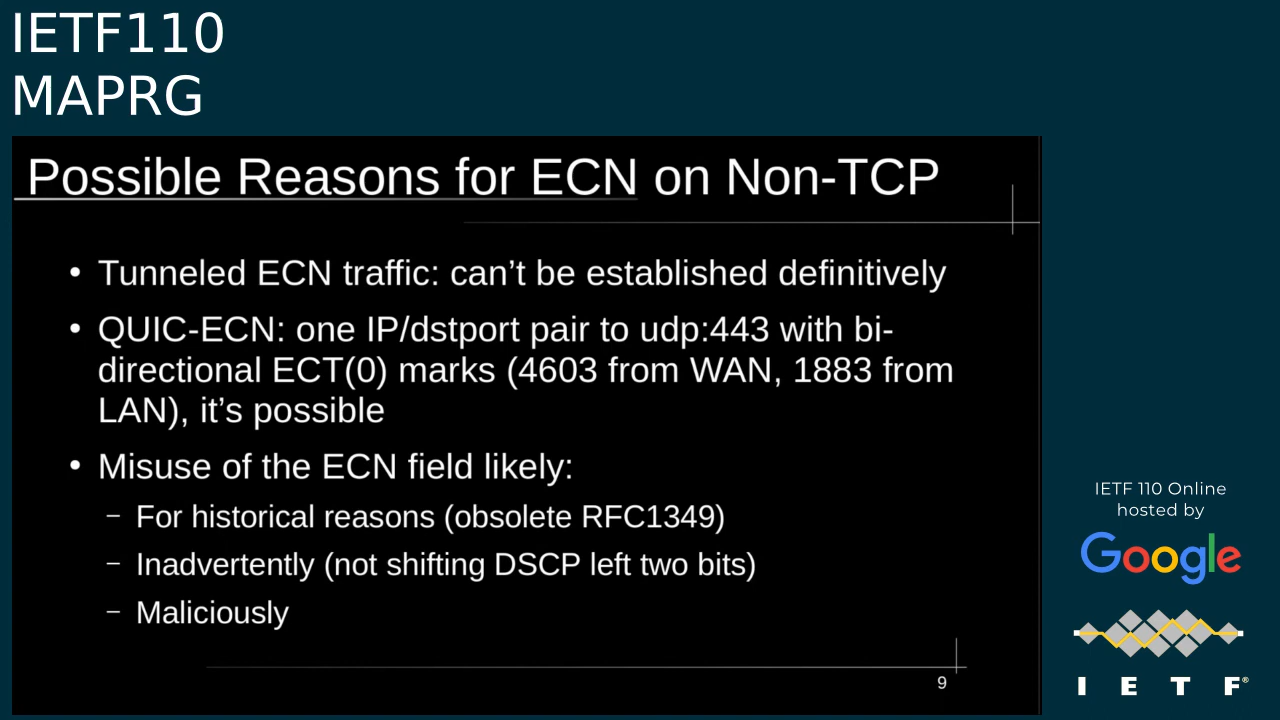 IETF110
MAPRG
Possible Reasons for ECN on Non-TCP
• Tunneled ECN traffic: can’t be established definitively
• QUIC-ECN: one IP/dstport pair to udp:443 with bi-
directional ECT(0) marks (4603 from WAN, 1883 from
LAN), it’s possible
• Misuse of the ECN field likely:
– For historical reasons (obsolete RFC1349)
– Inadvertently (not shifting DSCP left two bits)
– Maliciously
9
IETF 110 Online
hosted by
Google
I E T F®